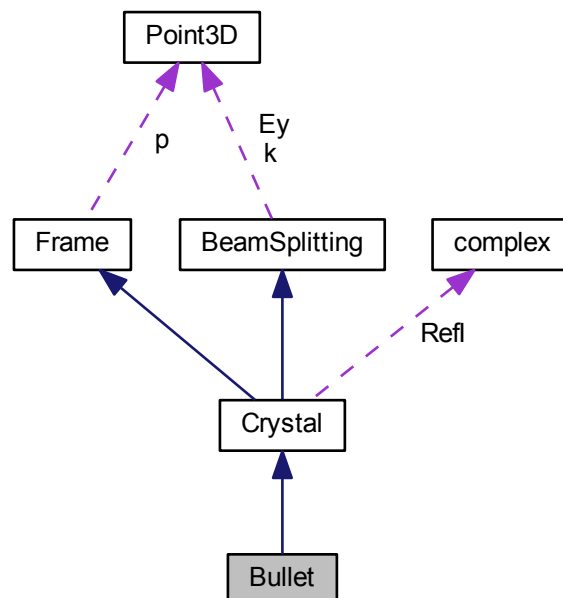 Point3D
p
Ey
k
Frame
BeamSplitting
complex
Refl
Crystal
Bullet